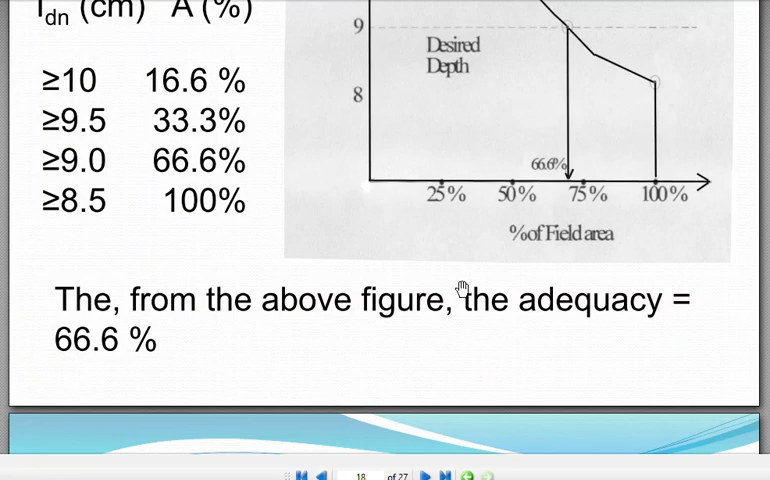 Idn (cm) A (%)
≥10 16.6 %
≥9.5 33.3%
≥9.0 66.6%
≥8.5 100%
9
Desired
Depth
8
66.6%
25% 50% 75% 100%
% of Field area
The, from the above figure, the adequacy =
66.6 %
18 of 27